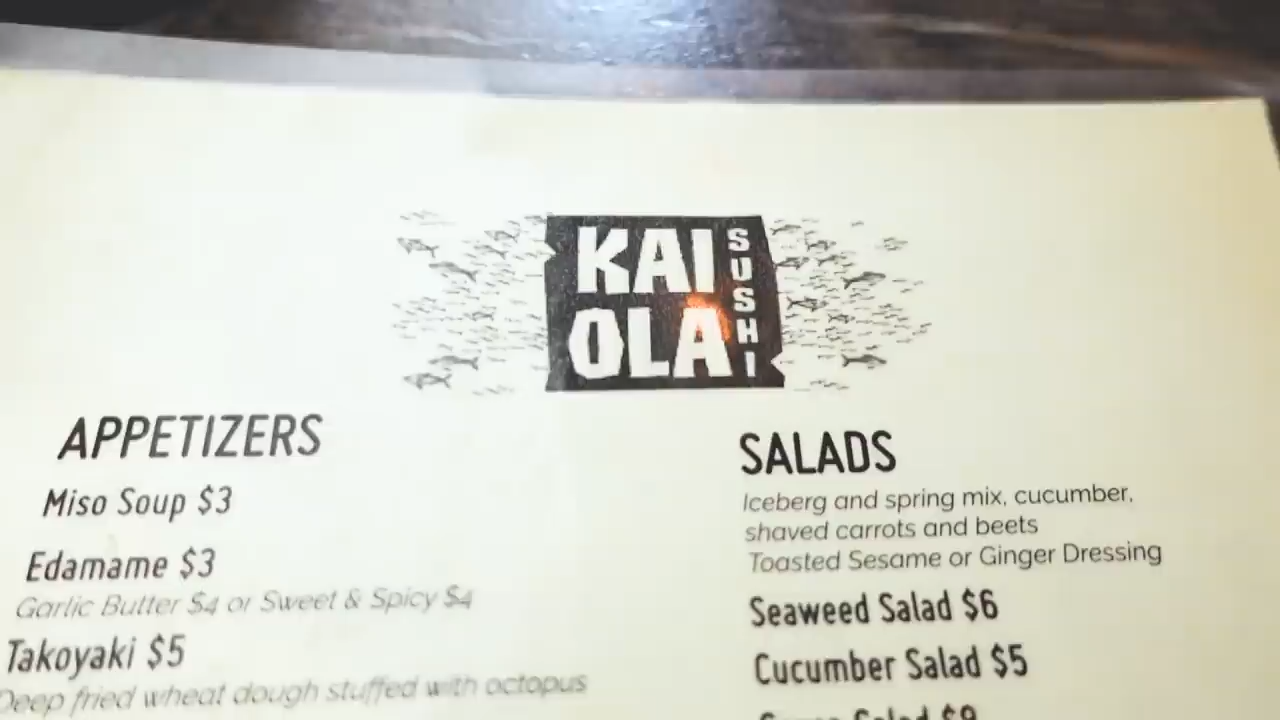 KAI
OLA
SUSHI
APPETIZERS
Miso Soup $3
Edamame $3
Garlic Butter $4 or Sweet & Spicy $4
Takoyaki $5
Deep fried wheat dough stuffed with octopus
SALADS
Iceberg and spring mix, cucumber,
shaved carrots and beets
Toasted Sesame or Ginger Dressing
Seaweed Salad $6
Cucumber Salad $5
Salad $9